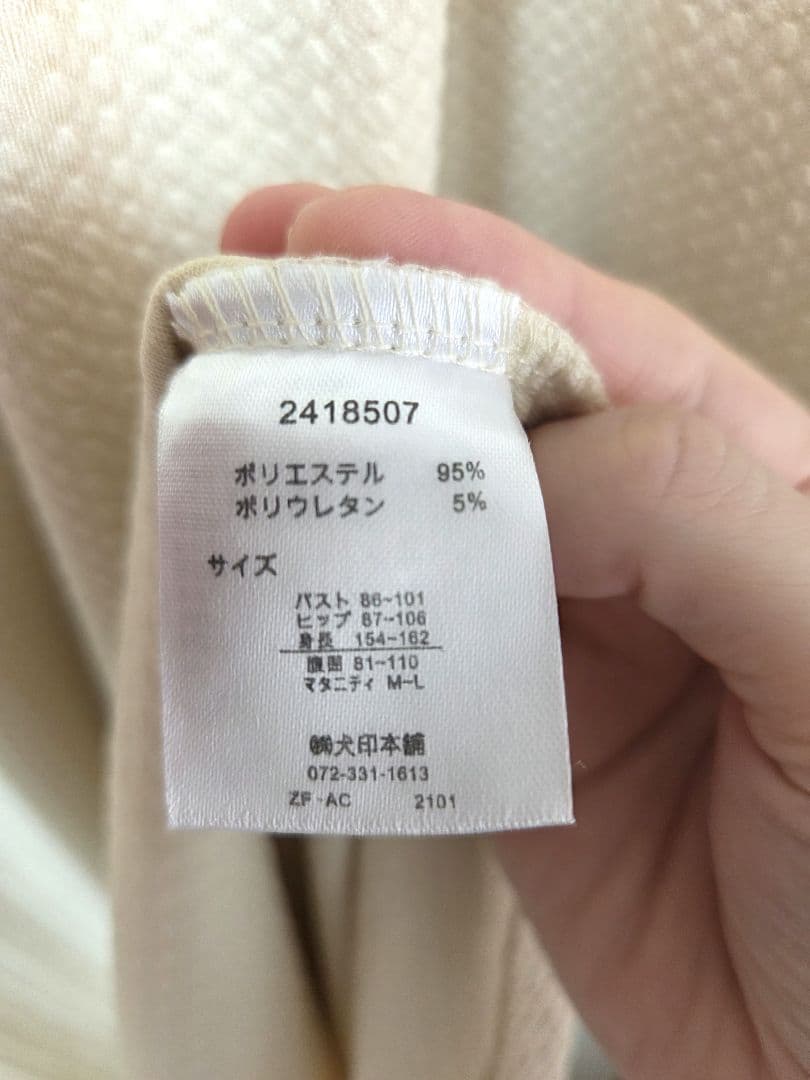 2418507
ポリエステル 95%
ポリウレタン 5%
サイズ
バスト 86~101
ヒップ 87~106
身長 154~162
腹囲 81~110
マタニティ M~L
㈱犬印本舗
072-331-1613
ZF-AC 2101